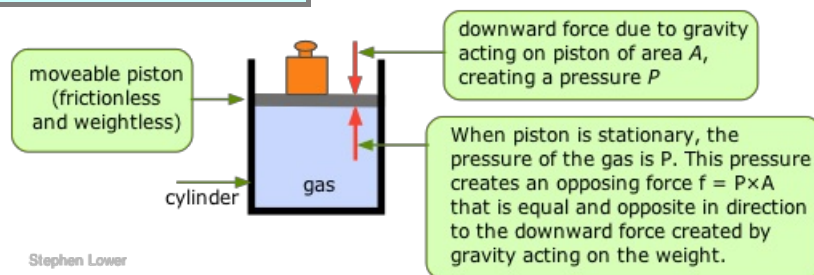 downward force due to gravity
acting on piston of area A,
creating a pressure P
moveable piston
(frictionless
and weightless)
When piston is stationary, the
pressure of the gas is P. This pressure
creates an opposing force f = P×A
that is equal and opposite in direction
to the downward force created by
gravity acting on the weight.
gas
cylinder
Stephen Lower